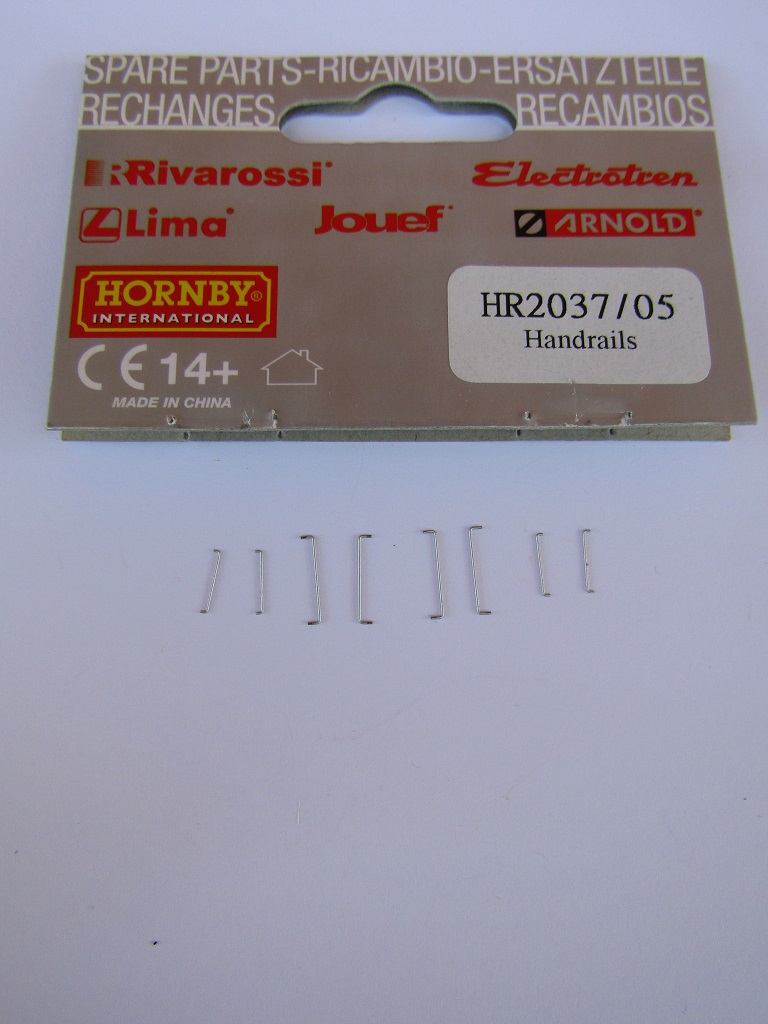 SPARE PARTS-RICAMBIO-ERSATZTEILE
RECHANGES RECAMBIOS
Rivarossi Electrotren
Lima Jouef ARNOLD
HORNBY®
INTERNATIONAL
HR2037/05
Handrails
CE 14+
MADE IN CHINA